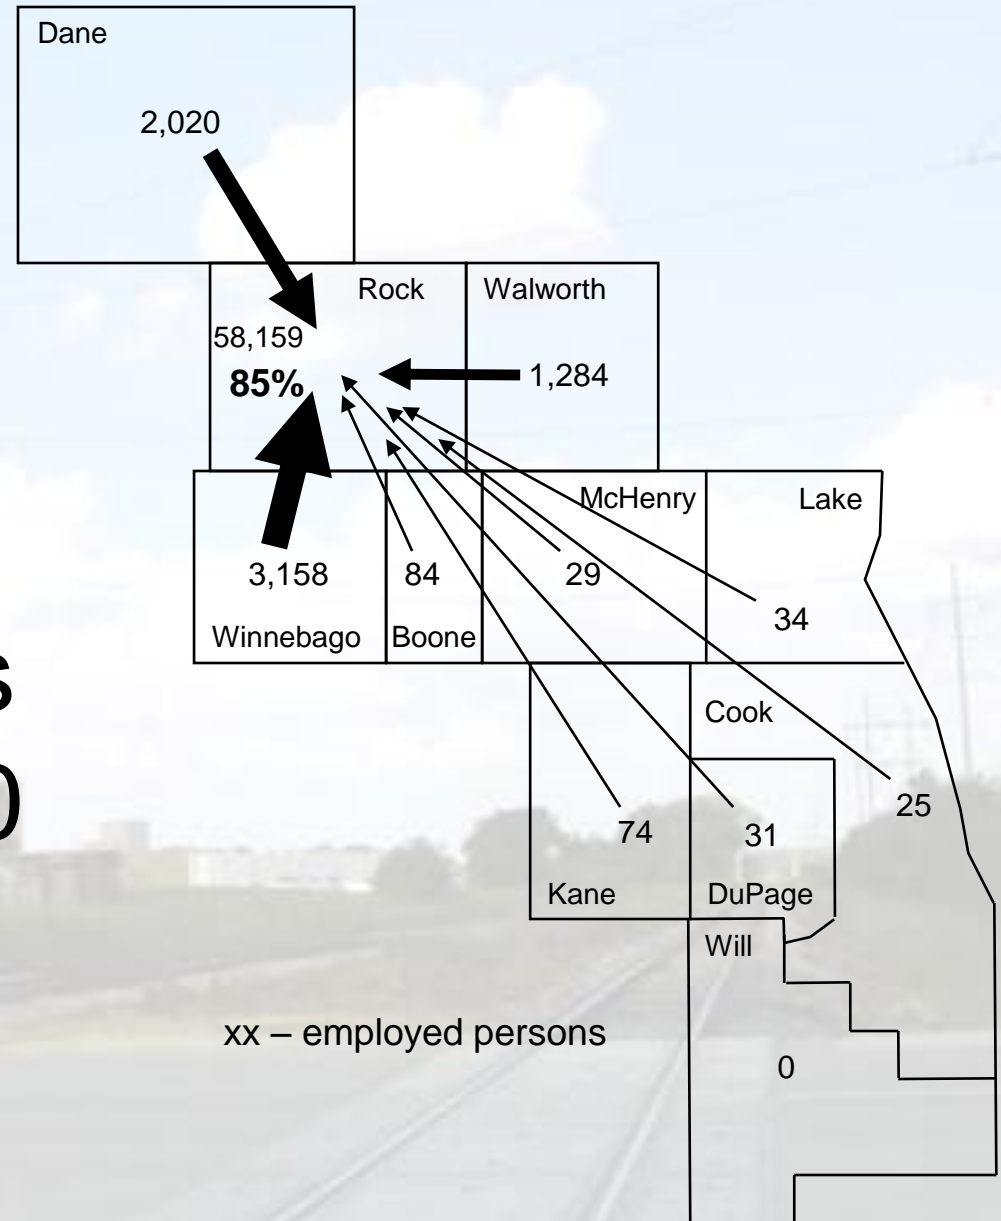 Dane
2,020
Rock
Walworth
58,159
85%
1,284
McHenry
Lake
3,158
84
29
34
Winnebago
Boone
Cook
25
74
31
Kane
DuPage
Will
xx – employed persons
0